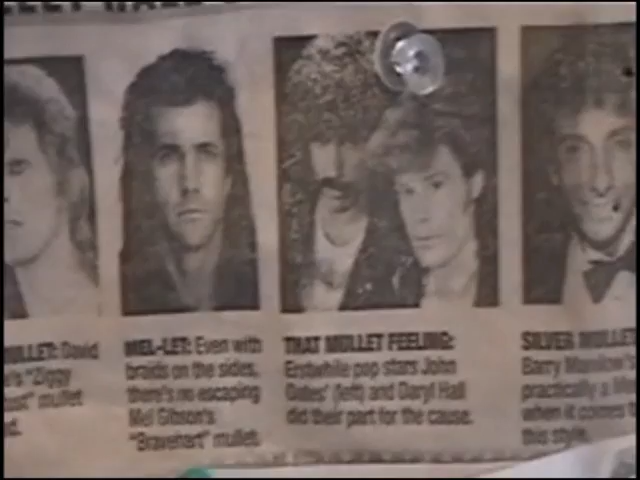 MULLET: David
's "Ziggy
mullet
MEL-LET: Even with
braids on the sides,
there's no escaping
Mel Gibson's
"Bravehart" mullet.
THAT MULLET FEELING:
Erstwhile pop stars John
Oates' (left) and Daryl Hall
did their part for the cause.
SILVER MULLET
Barry Manilow's
practically a
when it comes
this style.